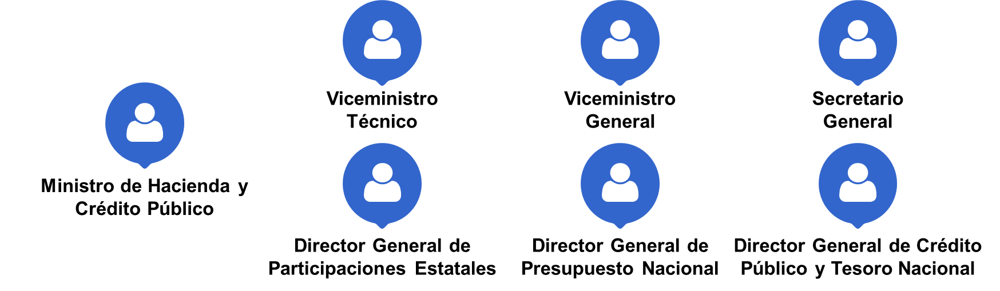 Viceministro
Técnico
Viceministro
General
Secretario
General
Ministro de Hacienda y
Crédito Público
Director General de
Participaciones Estatales
Director General de
Presupuesto Nacional
Director General de Crédito
Público y Tesoro Nacional